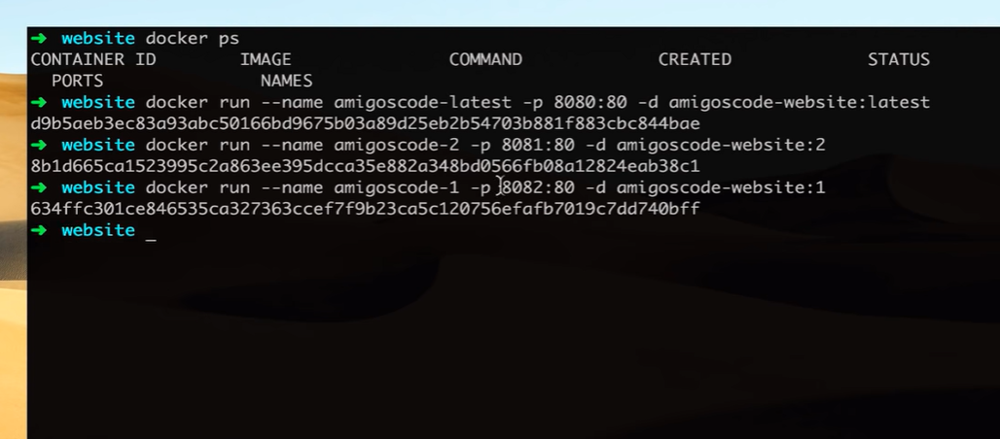 ➜ website docker ps
CONTAINER ID IMAGE COMMAND CREATED STATUS
PORTS NAMES
➜ website docker run --name amigoscode-latest -p 8080:80 -d amigoscode-website:latest
d9b5aeb3ec83a93abc50166bd9675b03a89d25eb2b54703b881f883cbc844bae
➜ website docker run --name amigoscode-2 -p 8081:80 -d amigoscode-website:2
8b1d665ca1523995c2a863ee395dcca35e882a348bd0566fb08a12824eab38c1
➜ website docker run --name amigoscode-1 -p 8082:80 -d amigoscode-website:1
634ffc301ce846535ca327363ccef7f9b23ca5c120756efafb7019c7dd740bff
➜ website _